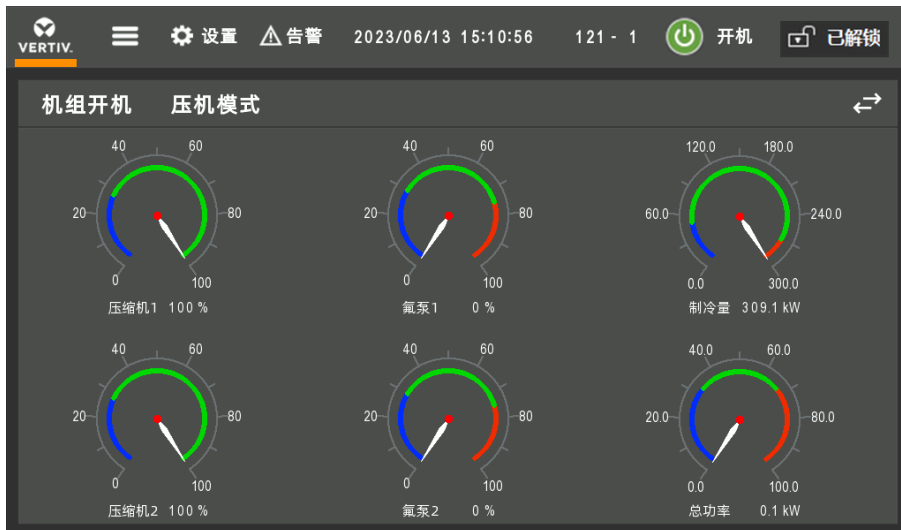 VERTIV. 设置 告警 2023/06/13 15:10:56 121 - 1 开机 已解锁
机组开机 压机模式
40 60 40 60 120.0 180.0
20 80 20 80 60.0 240.0
0 100 0 100 0.0 300.0
压缩机1 100 % 氟泵1 0 % 制冷量 309.1 kW
40 60 40 60 40.0 60.0
20 80 20 80 20.0 80.0
0 100 0 100 0.0 100.0
压缩机2 100 % 氟泵2 0 % 总功率 0.1 kW